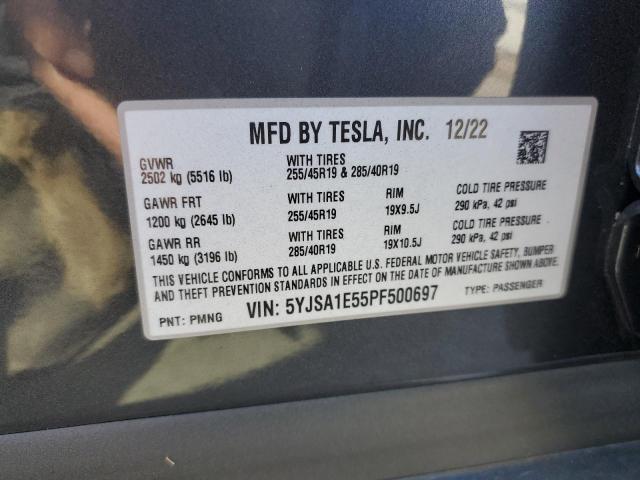 MFD BY TESLA, INC. 12/22
GVWR
2502 kg (5516 lb)
WITH TIRES
255/45R19 & 285/40R19
GAWR FRT
1200 kg (2645 lb)
WITH TIRES
255/45R19
RIM
19X9.5J
COLD TIRE PRESSURE
290 kPa, 42 psi
GAWR RR
1450 kg (3196 lb)
WITH TIRES
285/40R19
RIM
19X10.5J
COLD TIRE PRESSURE
290 kPa, 42 psi
THIS VEHICLE CONFORMS TO ALL APPLICABLE U.S. FEDERAL MOTOR VEHICLE SAFETY, BUMPER
AND THEFT PREVENTION STANDARDS IN EFFECT ON THE DATE OF MANUFACTURE SHOWN ABOVE.
PNT: PMNG
VIN: 5YJSA1E55PF500697
TYPE: PASSENGER